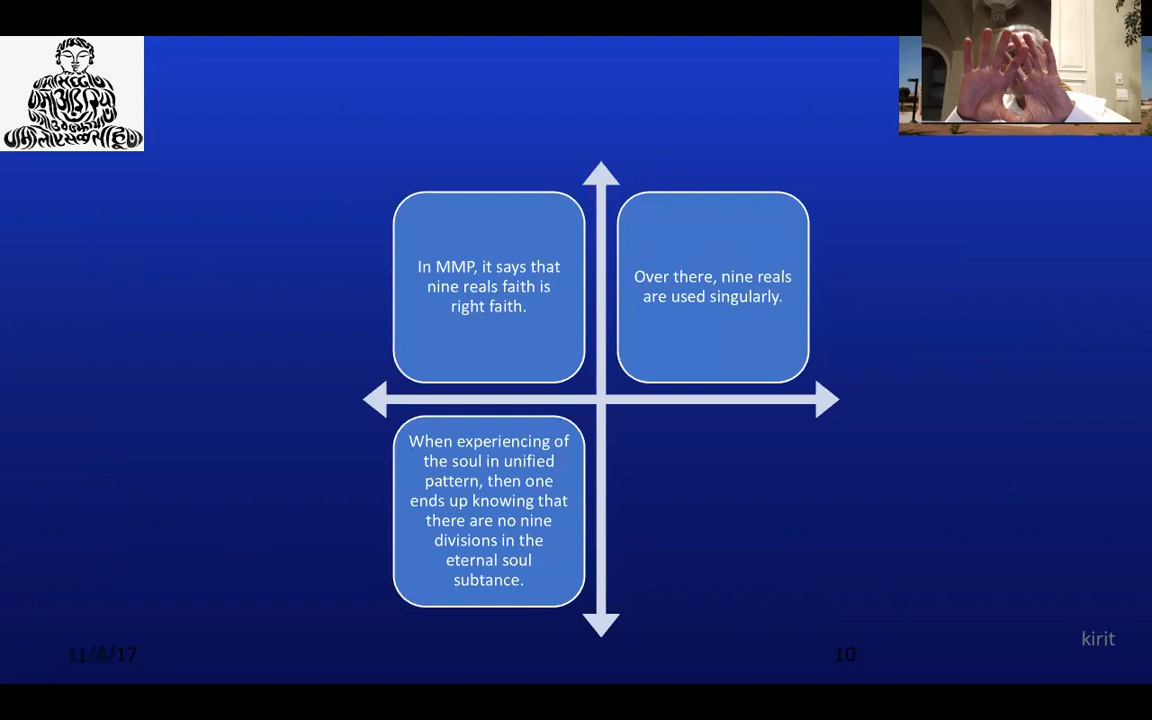 In MMP, it says that
nine reals faith is
right faith.
Over there, nine reals
are used singularly.
When experiencing of
the soul in unified
pattern, then one
ends up knowing that
there are no nine
divisions in the
eternal soul
subtance.
11/8/17
10
kirit